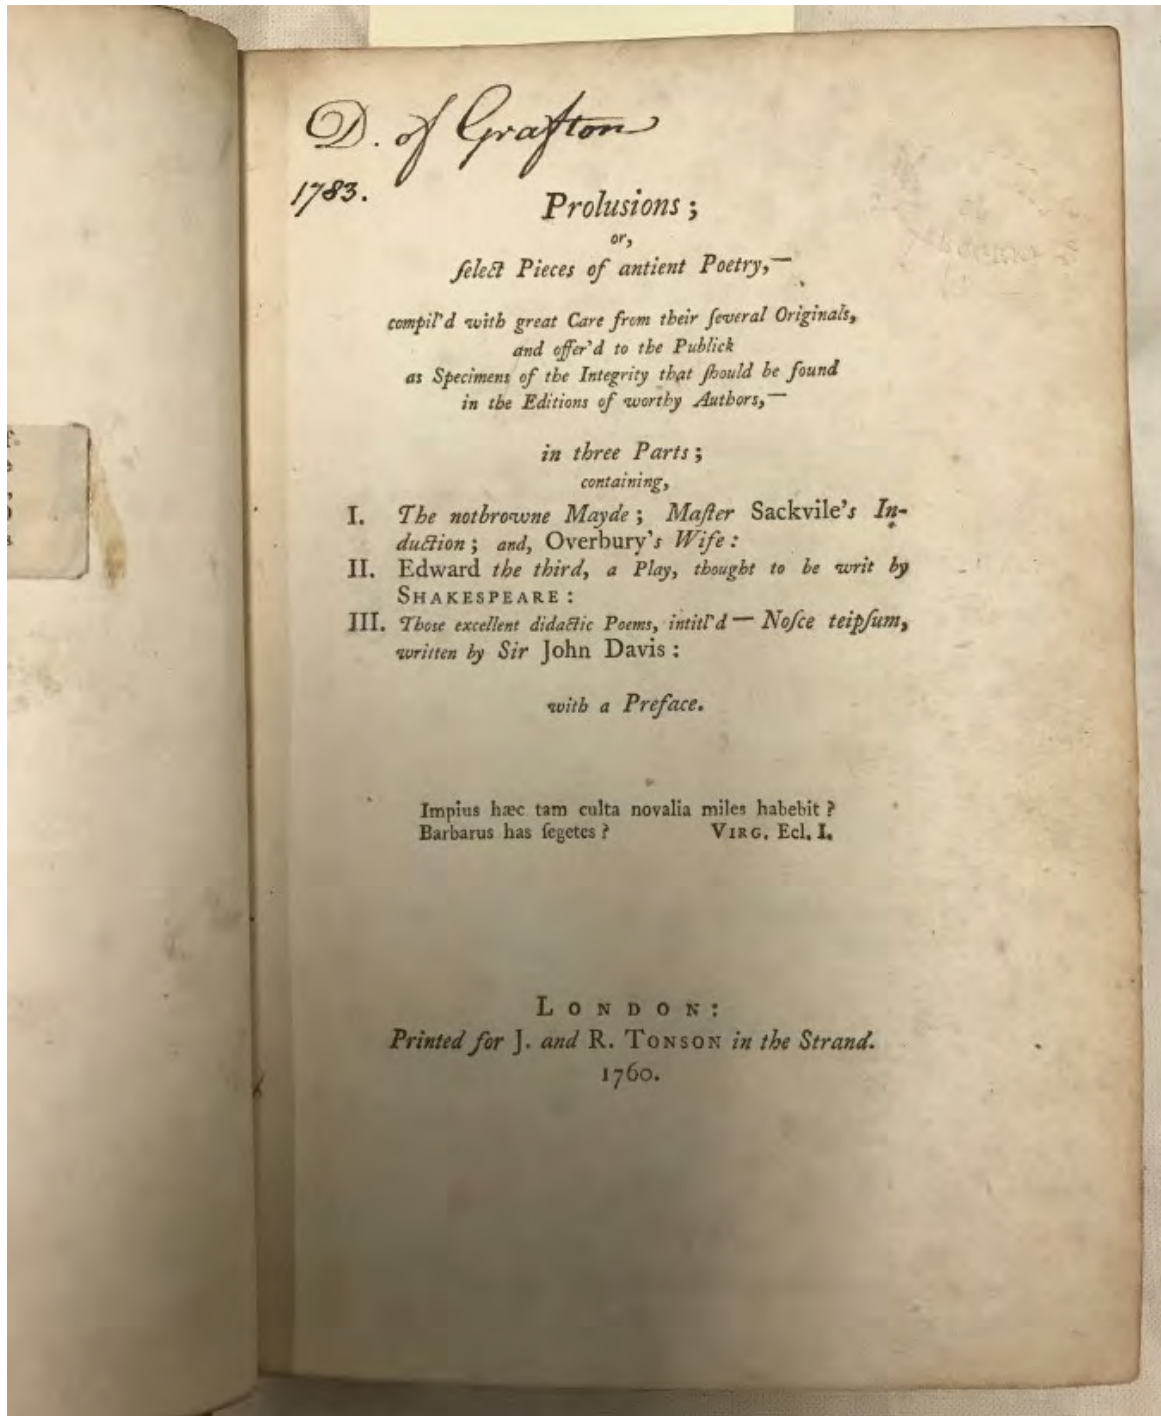 D. of Grafton
1783.
Prolusions;
or,
ſelect Pieces of antient Poetry,—
compil'd with great Care from their ſeveral Originals,
and offer'd to the Publick
as Specimens of the Integrity that ſhould be found
in the Editions of worthy Authors,—
in three Parts;
containing,
I. The notbrowne Mayde; Maſter Sackvile's In-
duction; and, Overbury's Wife:
II. Edward the third, a Play, thought to be writ by
SHAKESPEARE:
III. Those excellent didactic Poems, intitl'd — Noſce teipſum,
written by Sir John Davis:
with a Preface.
Impius hæc tam culta novalia miles habebit?
Barbarus has ſegetes? VIRG. Ecl. I.
LONDON:
Printed for J. and R. TONSON in the Strand.
1760.